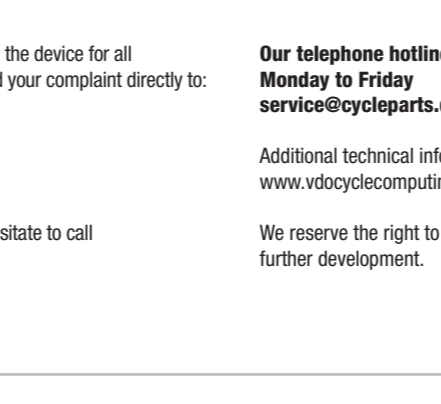 the device for all
your complaint directly to:
sitate to call
Our telephone hotline
Monday to Friday
service@cycleparts.
Additional technical inf
www.vdocyclecomputin
We reserve the right to
further development.